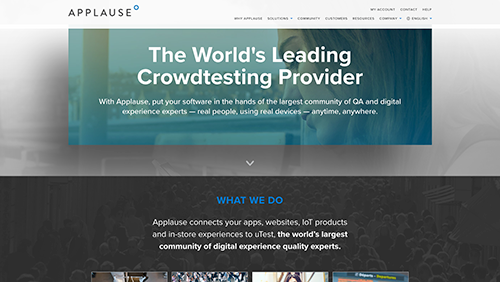 APPLAUSE
MY ACCOUNT CONTACT HELP
WHY APPLAUSE SOLUTIONS COMMUNITY CUSTOMERS RESOURCES COMPANY ENGLISH
The World's Leading
Crowdtesting Provider
With Applause, put your software in the hands of the largest community of QA and digital
experience experts — real people, using real devices — anytime, anywhere.
WHAT WE DO
Applause connects your apps, websites, IoT products
and in-store experiences to uTest, the world's largest
community of digital experience quality experts.
Departs Departures